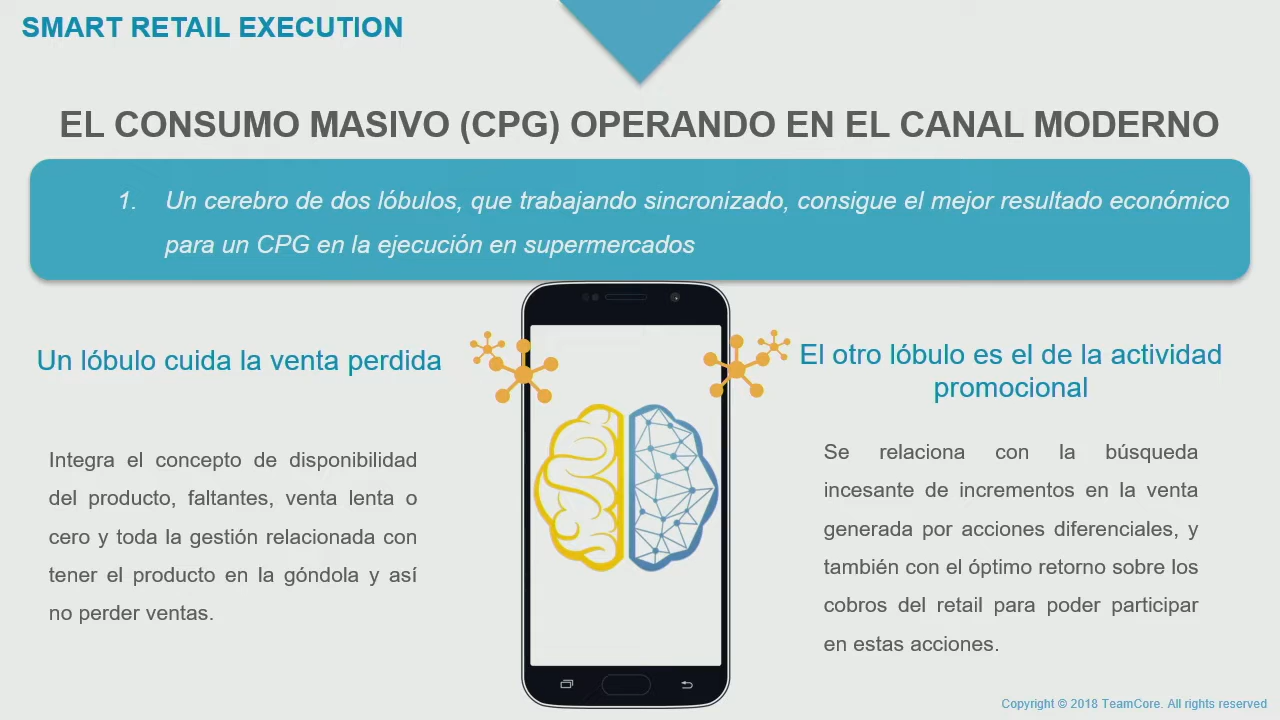 SMART RETAIL EXECUTION
EL CONSUMO MASIVO (CPG) OPERANDO EN EL CANAL MODERNO
1. Un cerebro de dos lóbulos, que trabajando sincronizado, consigue el mejor resultado económico
para un CPG en la ejecución en supermercados
Un lóbulo cuida la venta perdida
Integra el concepto de disponibilidad
del producto, faltantes, venta lenta o
cero y toda la gestión relacionada con
tener el producto en la góndola y así
no perder ventas.
El otro lóbulo es el de la actividad
promocional
Se relaciona con la búsqueda
incesante de incrementos en la venta
generada por acciones diferenciales, y
también con el óptimo retorno sobre los
cobros del retail para poder participar
en estas acciones.
Copyright © 2018 TeamCore. All rights reserved